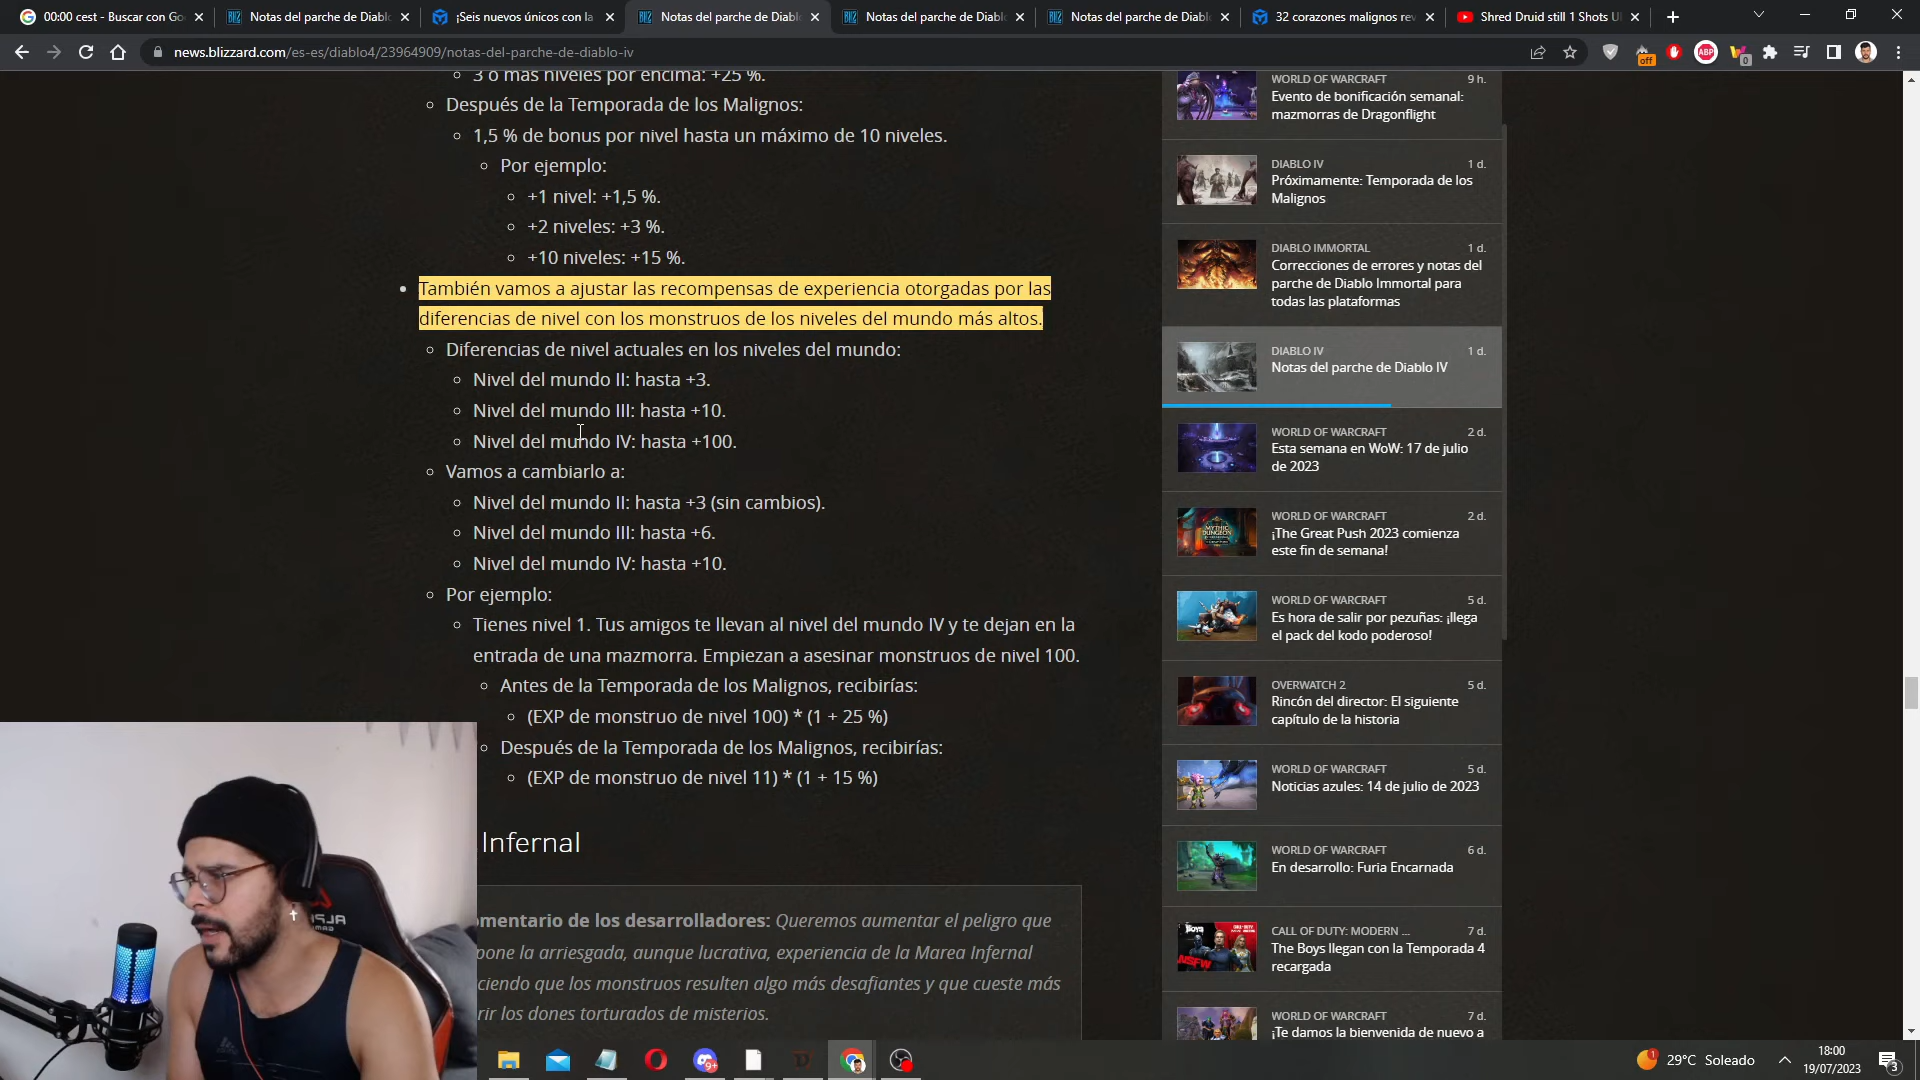 00:00 cest - Buscar con Go
Notas del parche de Diablo
¡Seis nuevos únicos con la
Notas del parche de Diablo
Notas del parche de Diablo
Notas del parche de Diablo
32 corazones malignos rev
Shred Druid still 1 Shots U
news.blizzard.com/es-es/diablo4/23964909/notas-del-parche-de-diablo-iv
off
ABP
0
3 o más niveles por encima: +25 %.
Después de la Temporada de los Malignos:
1,5 % de bonus por nivel hasta un máximo de 10 niveles.
Por ejemplo:
+1 nivel: +1,5 %.
+2 niveles: +3 %.
+10 niveles: +15 %.
También vamos a ajustar las recompensas de experiencia otorgadas por las
diferencias de nivel con los monstruos de los niveles del mundo más altos.
Diferencias de nivel actuales en los niveles del mundo:
Nivel del mundo II: hasta +3.
Nivel del mundo III: hasta +10.
Nivel del mundo IV: hasta +100.
Vamos a cambiarlo a:
Nivel del mundo II: hasta +3 (sin cambios).
Nivel del mundo III: hasta +6.
Nivel del mundo IV: hasta +10.
Por ejemplo:
Tienes nivel 1. Tus amigos te llevan al nivel del mundo IV y te dejan en la
entrada de una mazmorra. Empiezan a asesinar monstruos de nivel 100.
Antes de la Temporada de los Malignos, recibirías:
(EXP de monstruo de nivel 100) * (1 + 25 %)
Después de la Temporada de los Malignos, recibirías:
(EXP de monstruo de nivel 11) * (1 + 15 %)
Infernal
omentario de los desarrolladores: Queremos aumentar el peligro que
pone la arriesgada, aunque lucrativa, experiencia de la Marea Infernal
ciendo que los monstruos resulten algo más desafiantes y que cueste más
rir los dones torturados de misterios.
WORLD OF WARCRAFT 9 h.
Evento de bonificación semanal:
mazmorras de Dragonflight
DIABLO IV 1 d.
Próximamente: Temporada de los
Malignos
DIABLO IMMORTAL 1 d.
Correcciones de errores y notas del
parche de Diablo Immortal para
todas las plataformas
DIABLO IV 1 d.
Notas del parche de Diablo IV
WORLD OF WARCRAFT 2 d.
Esta semana en WoW: 17 de julio
de 2023
WORLD OF WARCRAFT 2 d.
¡The Great Push 2023 comienza
este fin de semana!
WORLD OF WARCRAFT 5 d.
Es hora de salir por pezuñas: ¡llega
el pack del kodo poderoso!
OVERWATCH 2 5 d.
Rincón del director: El siguiente
capítulo de la historia
WORLD OF WARCRAFT 5 d.
Noticias azules: 14 de julio de 2023
WORLD OF WARCRAFT 6 d.
En desarrollo: Furia Encarnada
CALL OF DUTY: MODERN ... 7 d.
The Boys llegan con la Temporada 4
recargada
WORLD OF WARCRAFT 7 d.
¡Te damos la bienvenida de nuevo a
9+
1
29°C Soleado
18:00
19/07/2023
3